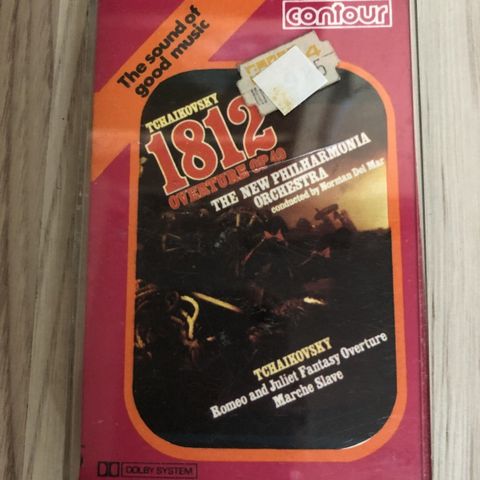 The sound of
good music
contour
TCHAIKOVSKY
1812
OVERTURE OP 49
THE NEW PHILHARMONIA
ORCHESTRA
conducted by Norman Del Mar
TCHAIKOVSKY
Romeo and Juliet Fantasy Overture
Marche Slave
DOLBY SYSTEM